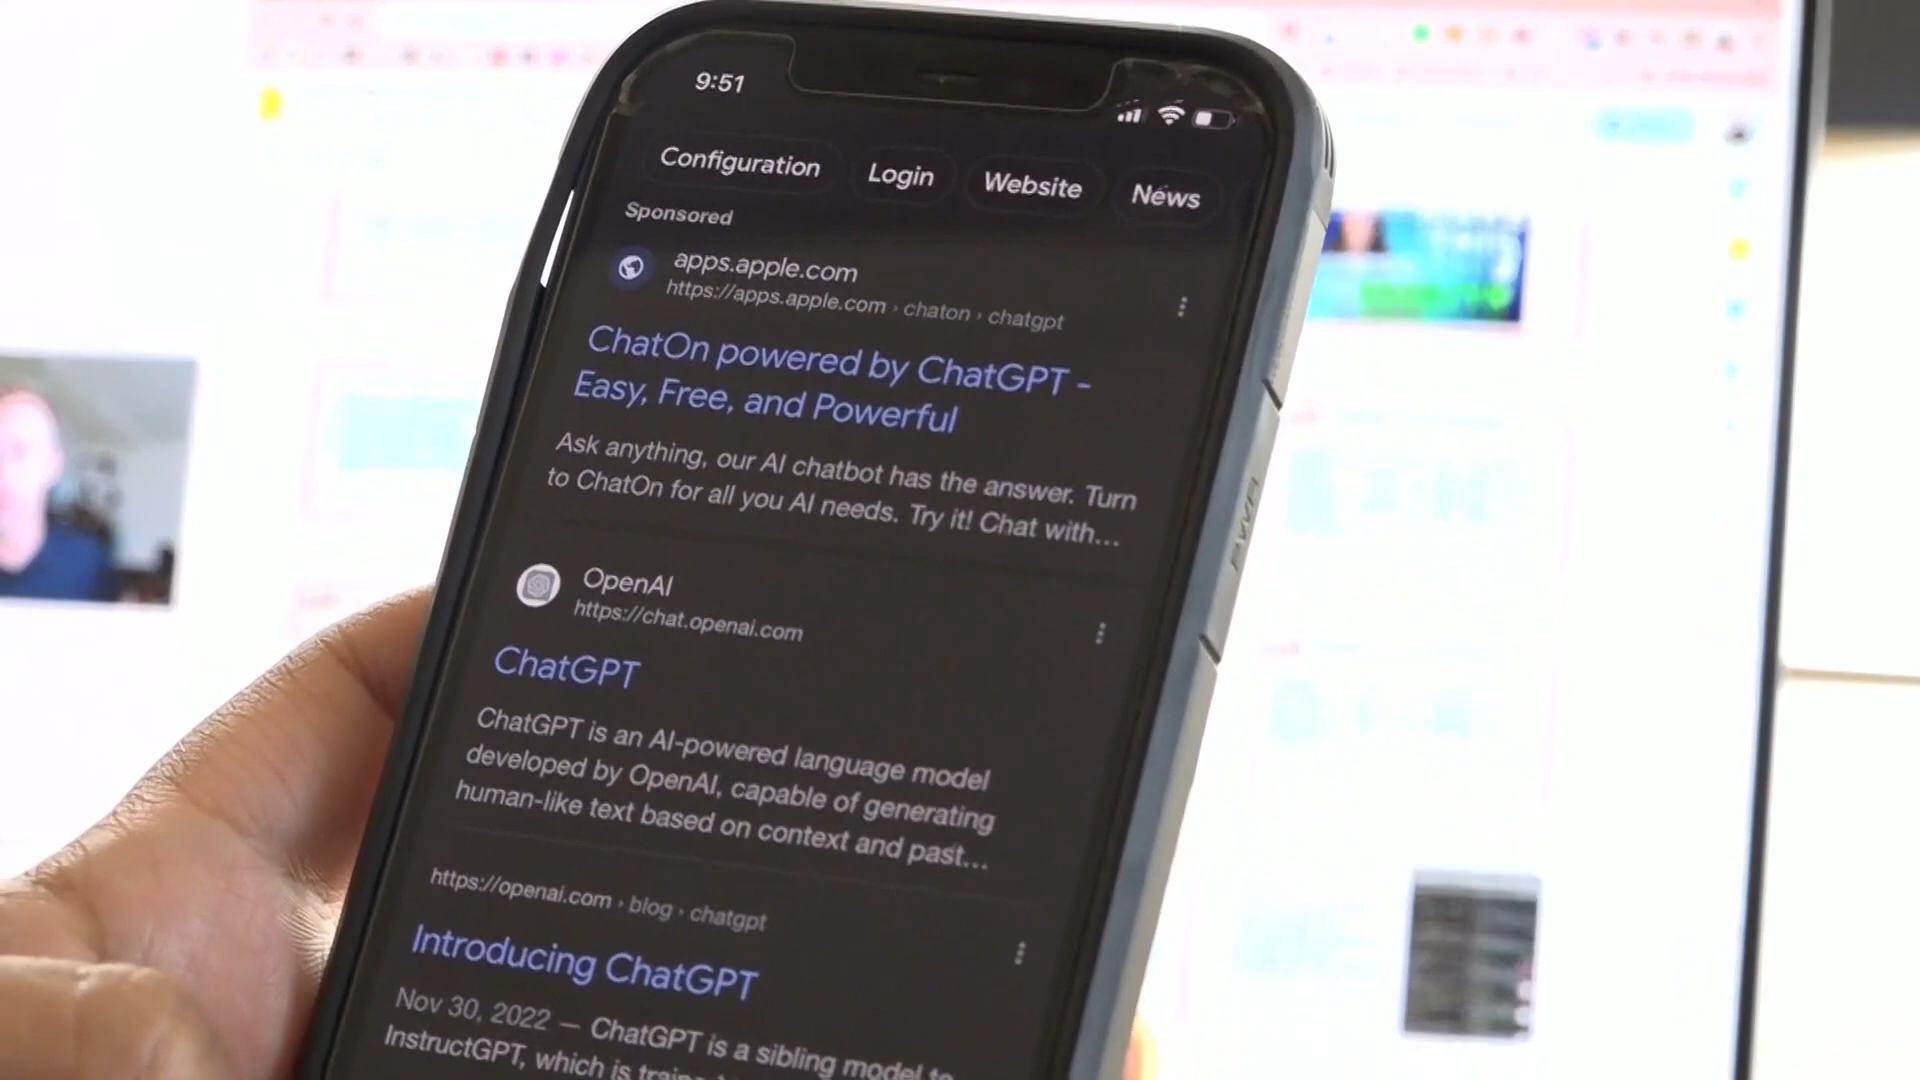 9:51
Configuration Login Website News
Sponsored
apps.apple.com
https://apps.apple.com › chaton › chatgpt
ChatOn powered by ChatGPT -
Easy, Free, and Powerful
Ask anything, our AI chatbot has the answer. Turn
to ChatOn for all you AI needs. Try it! Chat with...
OpenAI
https://chat.openai.com
ChatGPT
ChatGPT is an AI-powered language model
developed by OpenAI, capable of generating
human-like text based on context and past...
https://openai.com › blog › chatgpt
Introducing ChatGPT
Nov 30, 2022 — ChatGPT is a sibling model to
InstructGPT, which is